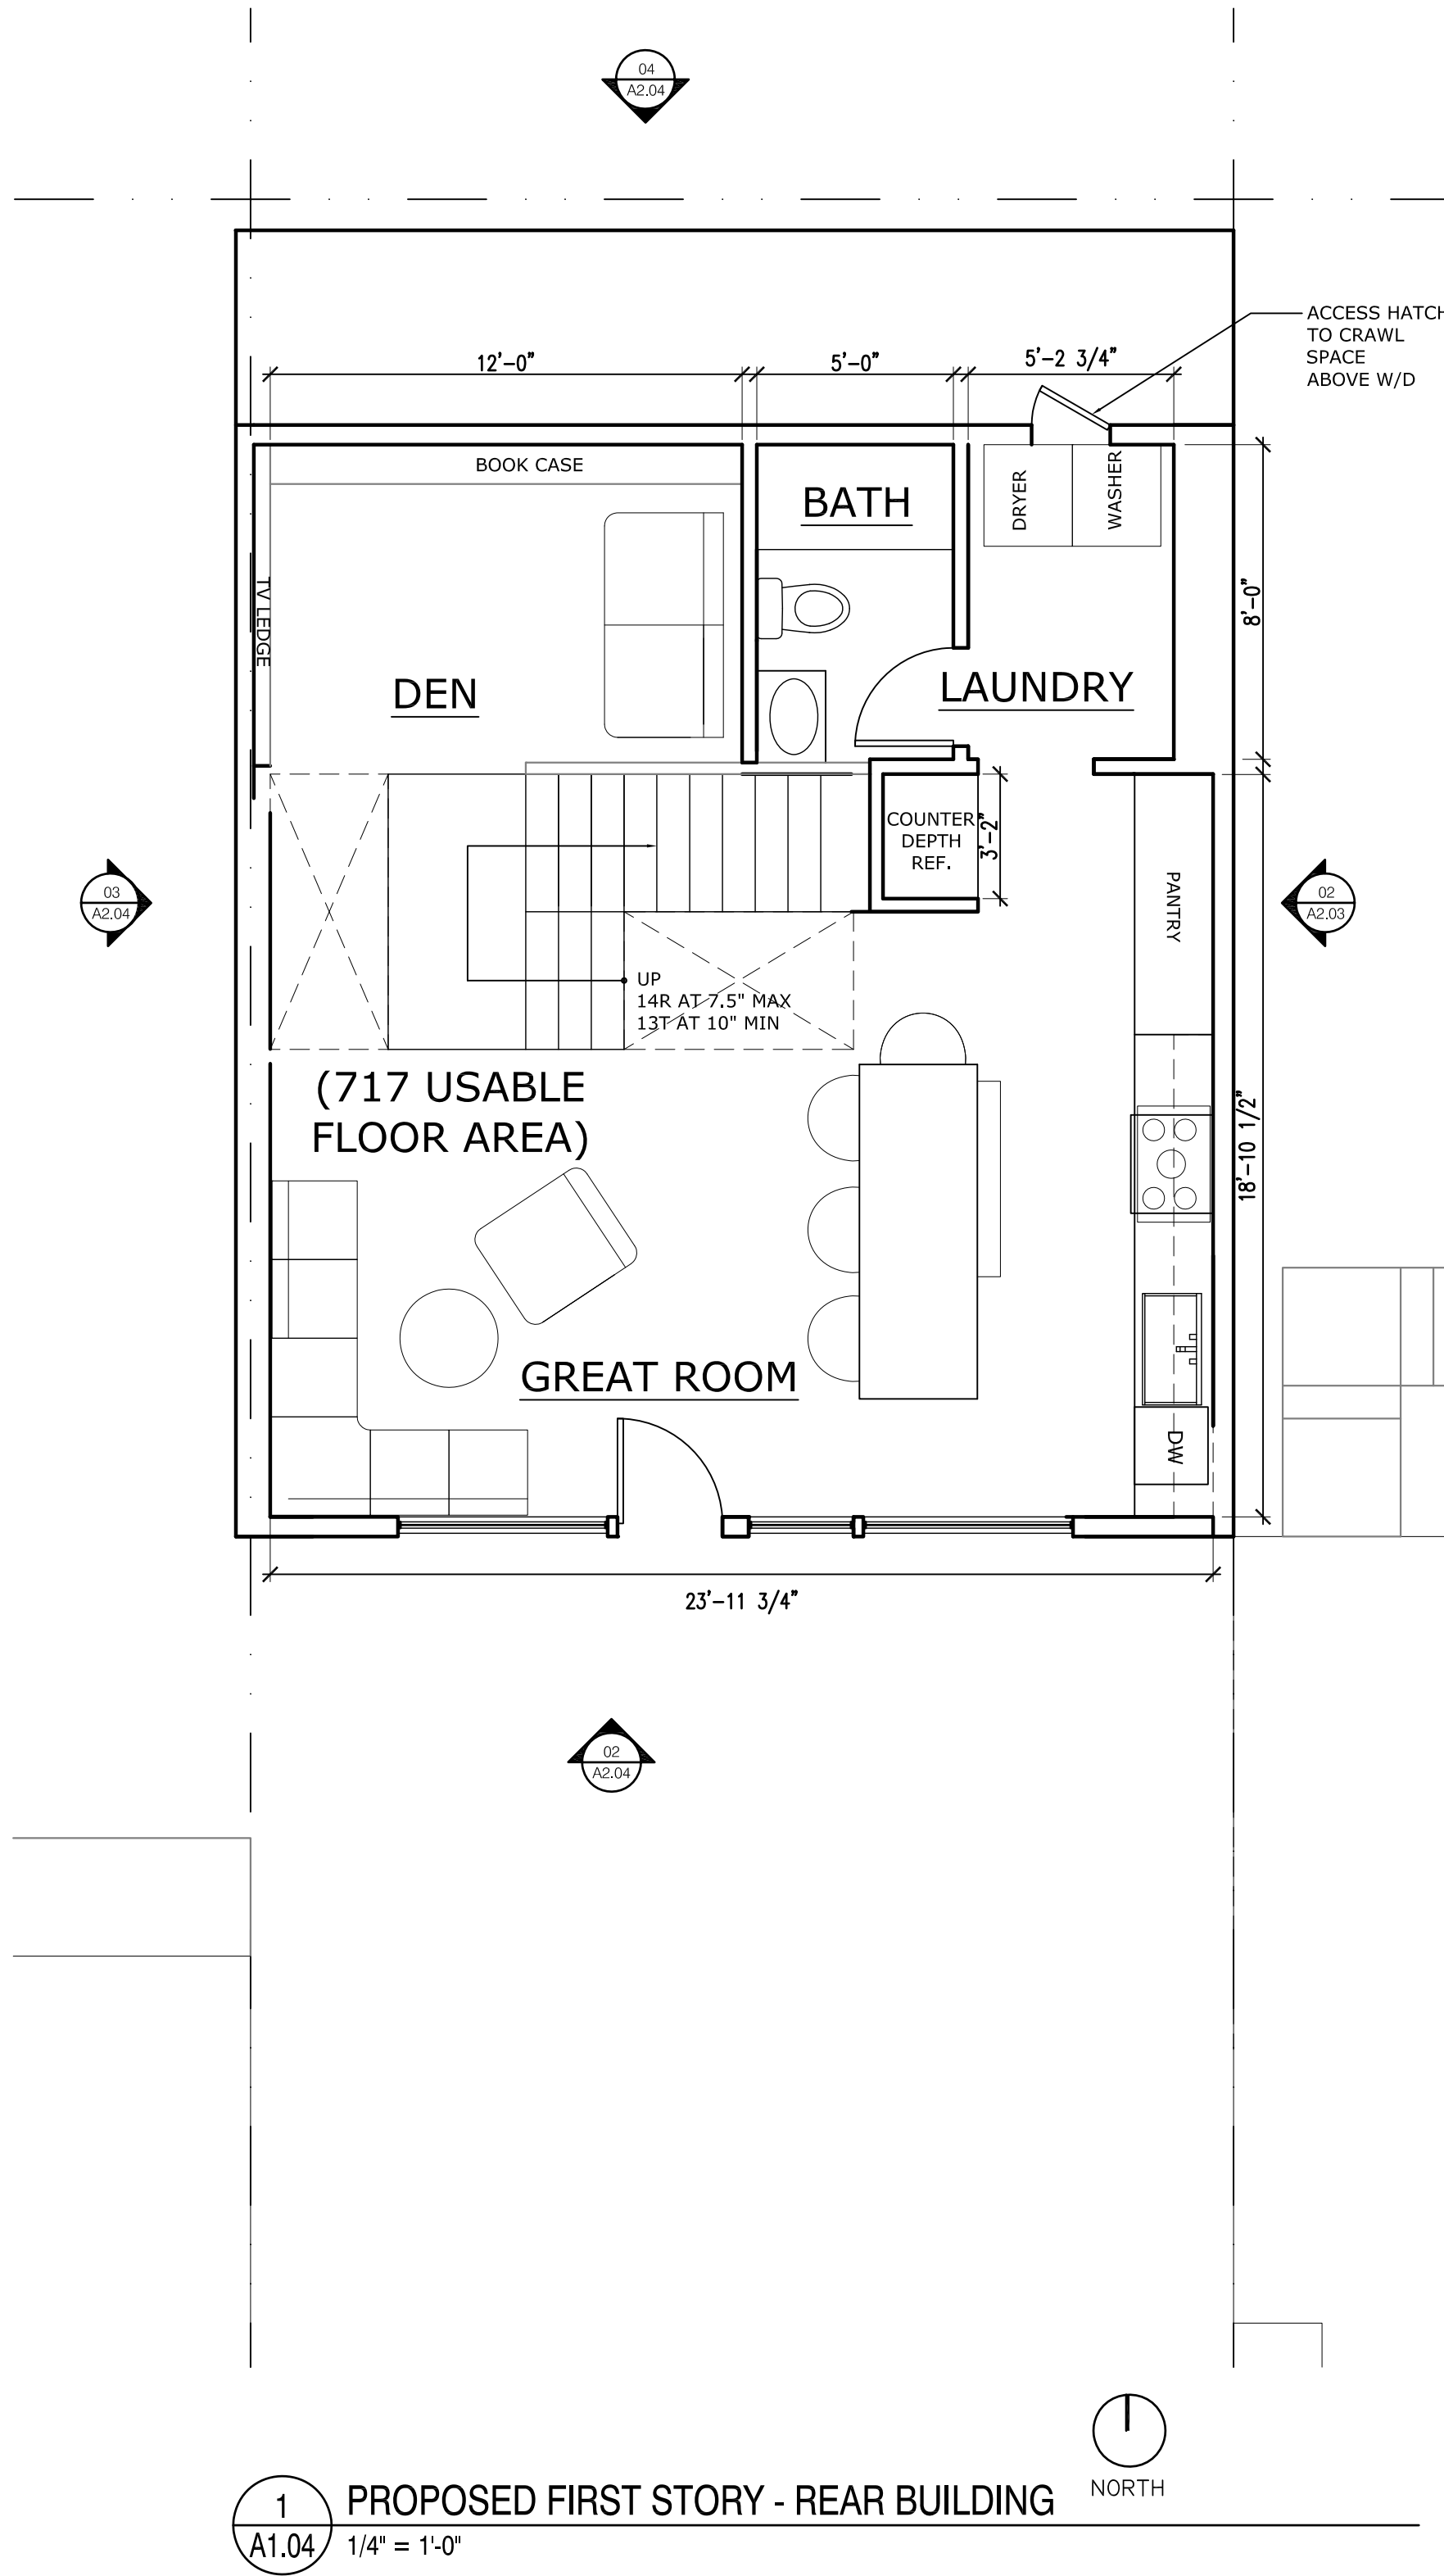 04
A2.04
ACCESS HATCH
TO CRAWL
SPACE
ABOVE W/D
12'-0"
5'-0"
5'-2 3/4"
BOOK CASE
BATH
DRYER
WASHER
TV LEDGE
DEN
LAUNDRY
8'-0"
COUNTER
DEPTH
REF.
3'-2"
PANTRY
03
A2.04
02
A2.03
UP
14R AT 7.5" MAX
13T AT 10" MIN
(717 USABLE
FLOOR AREA)
18'-10 1/2"
GREAT ROOM
DW
23'-11 3/4"
02
A2.04
NORTH
1
A1.04
PROPOSED FIRST STORY - REAR BUILDING
1/4" = 1'-0"